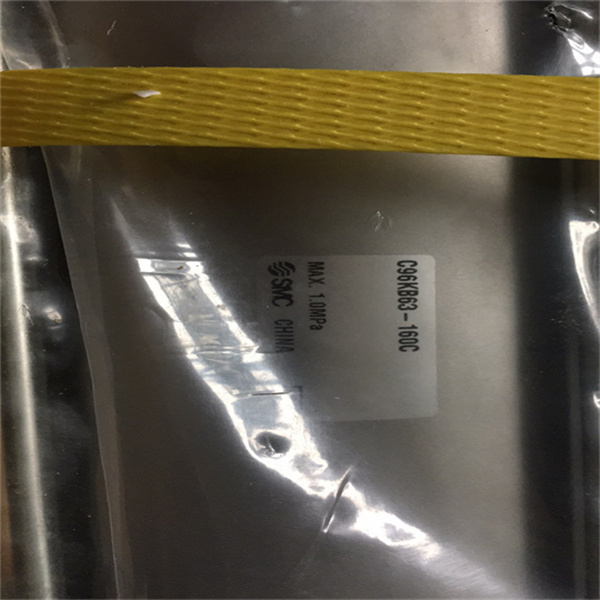 C96KB63-160C
MAX. 1.0MPa
SMC CHINA